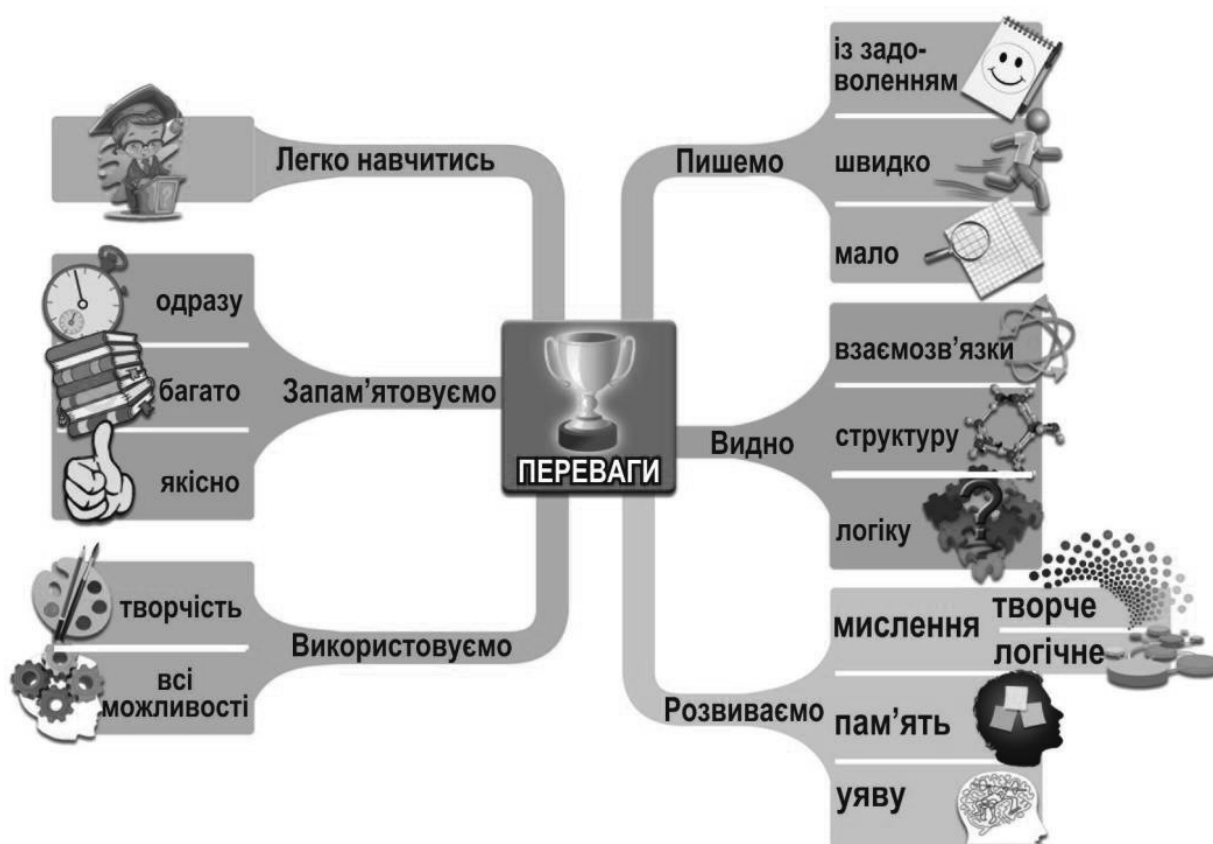 ПЕРЕВАГИ
Легко навчитись
Запам’ятовуємо
одразу
багато
якісно
Використовуємо
творчість
всі
можливості
Пишемо
із задо-
воленням
швидко
мало
Видно
взаємозв’язки
структуру
логіку
Розвиваємо
мислення
творче
логічне
пам’ять
уяву